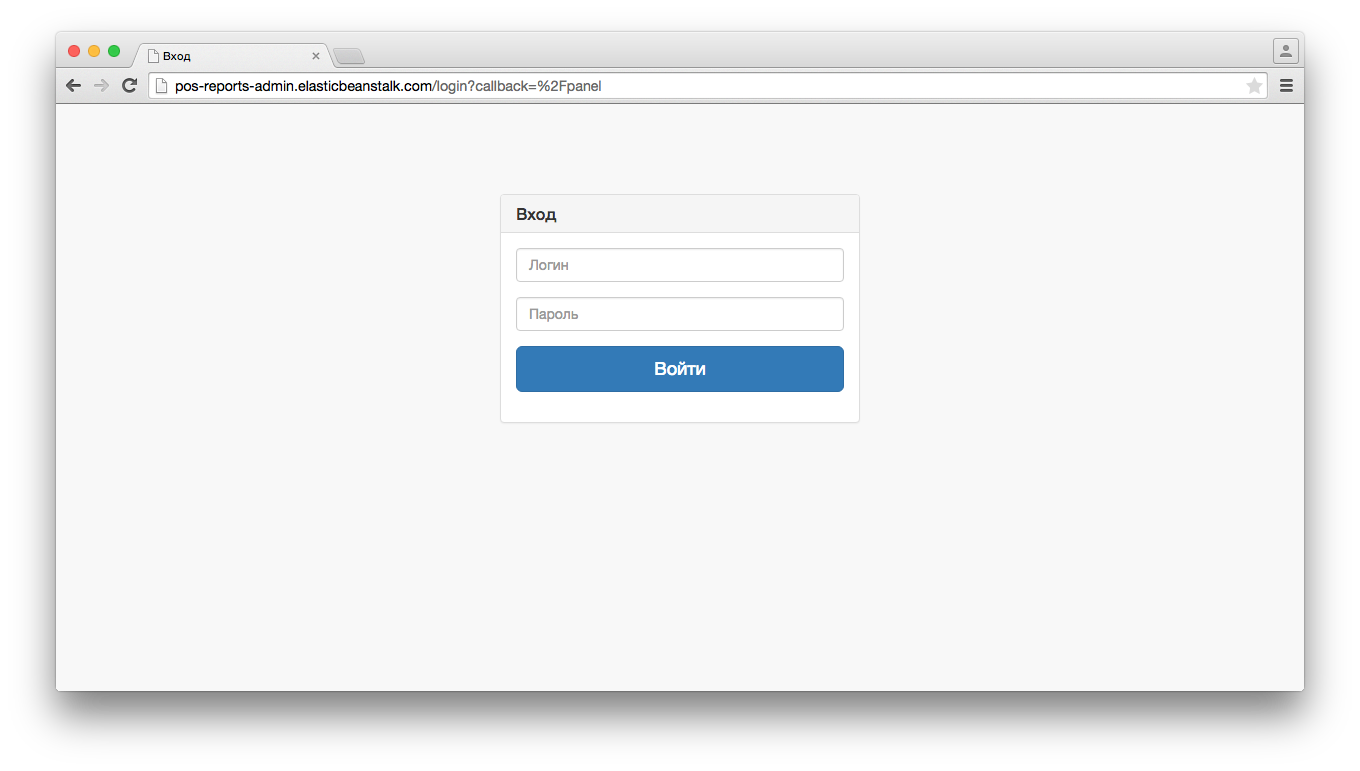 Вход
pos-reports-admin.elasticbeanstalk.com/login?callback=%2Fpanel
Вход
Логин
Пароль
Войти